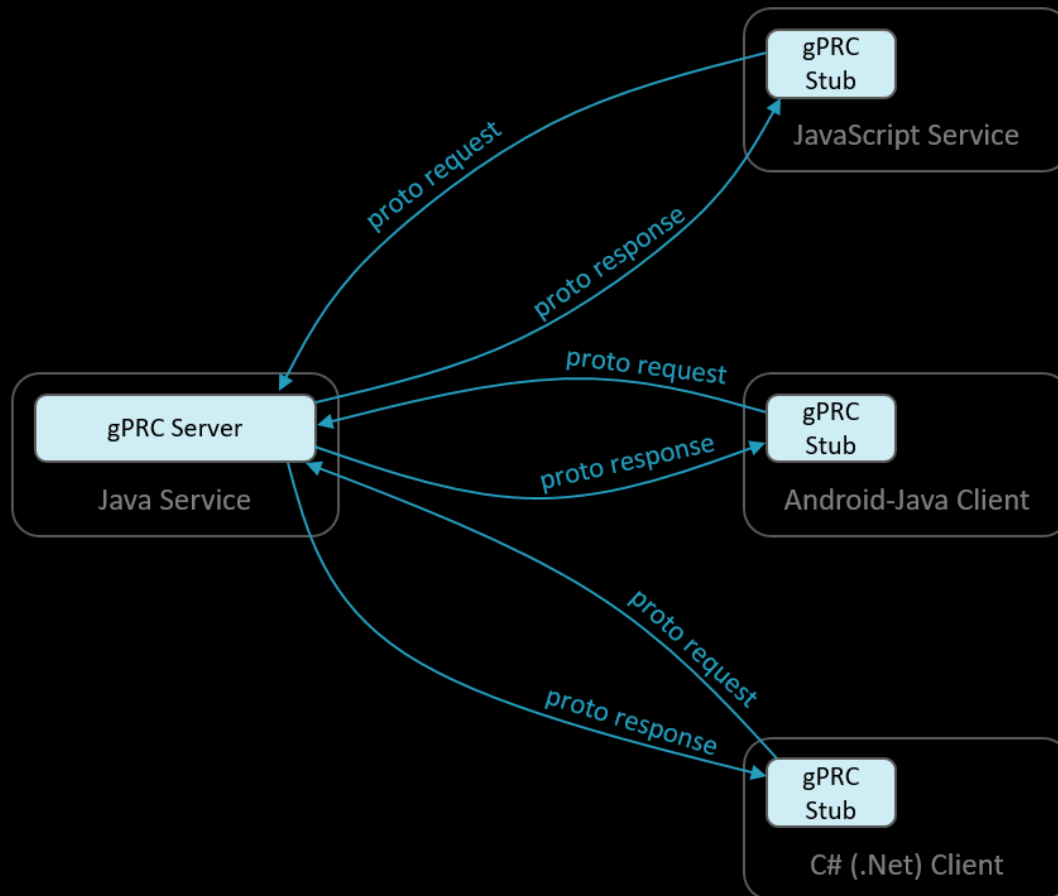 gPRC
Stub
JavaScript Service
proto request
proto response
proto request
gPRC Server
Java Service
proto response
gPRC
Stub
Android-Java Client
proto request
proto response
gPRC
Stub
C# (.Net) Client